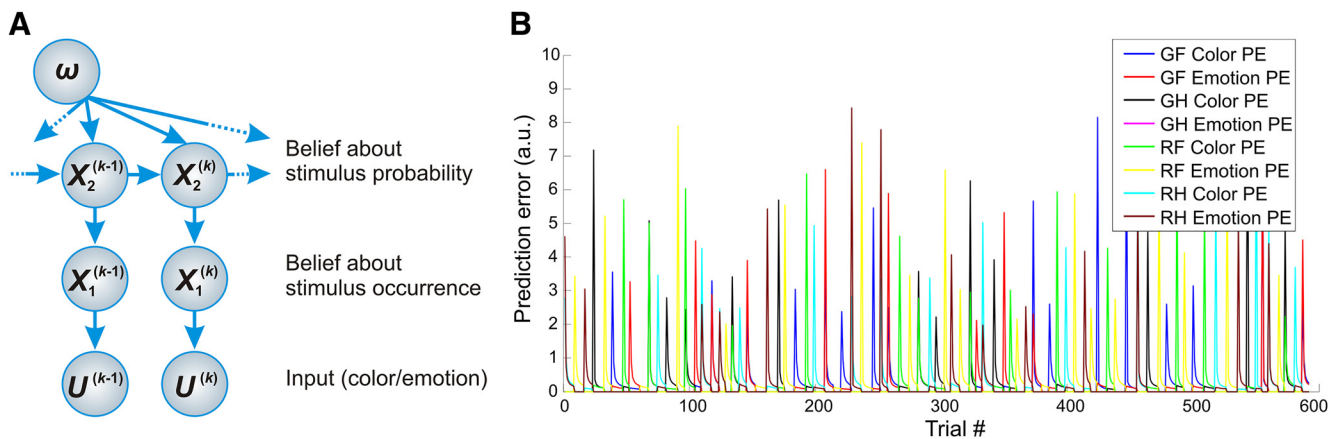 A
ω
X₂⁽ᵏ⁻¹⁾ X₂⁽ᵏ⁾
Belief about
stimulus probability
X₁⁽ᵏ⁻¹⁾ X₁⁽ᵏ⁾
Belief about
stimulus occurrence
U⁽ᵏ⁻¹⁾ U⁽ᵏ⁾
Input (color/emotion)
B
Prediction error (a.u.)
10
9
8
7
6
5
4
3
2
1
0
0 100 200 300 400 500 600
Trial #
GF Color PE
GF Emotion PE
GH Color PE
GH Emotion PE
RF Color PE
RF Emotion PE
RH Color PE
RH Emotion PE